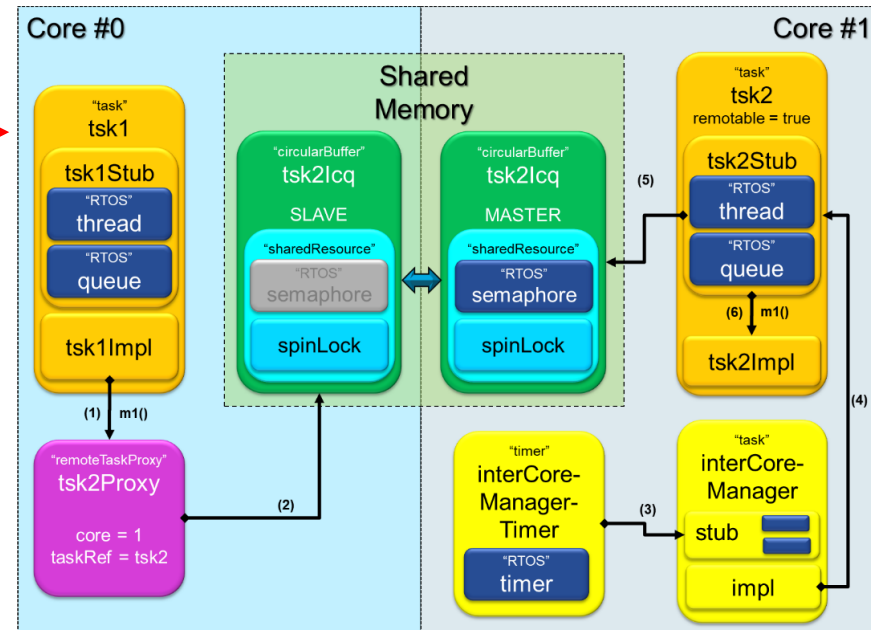 Core #0
"task"
tsk1
tsk1Stub
"RTOS"
thread
"RTOS"
queue
tsk1Impl
(1) m1()
"remoteTaskProxy"
tsk2Proxy
core = 1
taskRef = tsk2
(2)
Shared
Memory
"circularBuffer"
tsk2Icq
SLAVE
"sharedResource"
"RTOS"
semaphore
spinLock
"circularBuffer"
tsk2Icq
MASTER
"sharedResource"
"RTOS"
semaphore
spinLock
Core #1
"task"
tsk2
remotable = true
tsk2Stub
"RTOS"
thread
"RTOS"
queue
(5)
(6) m1()
tsk2Impl
(4)
"timer"
interCore-
Manager-
Timer
"RTOS"
timer
(3)
"task"
interCore-
Manager
stub
impl